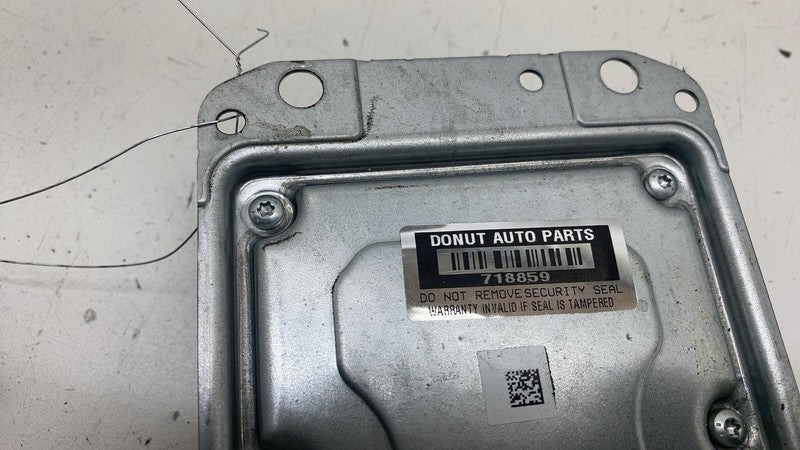 DONUT AUTO PARTS
718859
DO NOT REMOVE SECURITY SEAL
WARRANTY INVALID IF SEAL IS TAMPERED